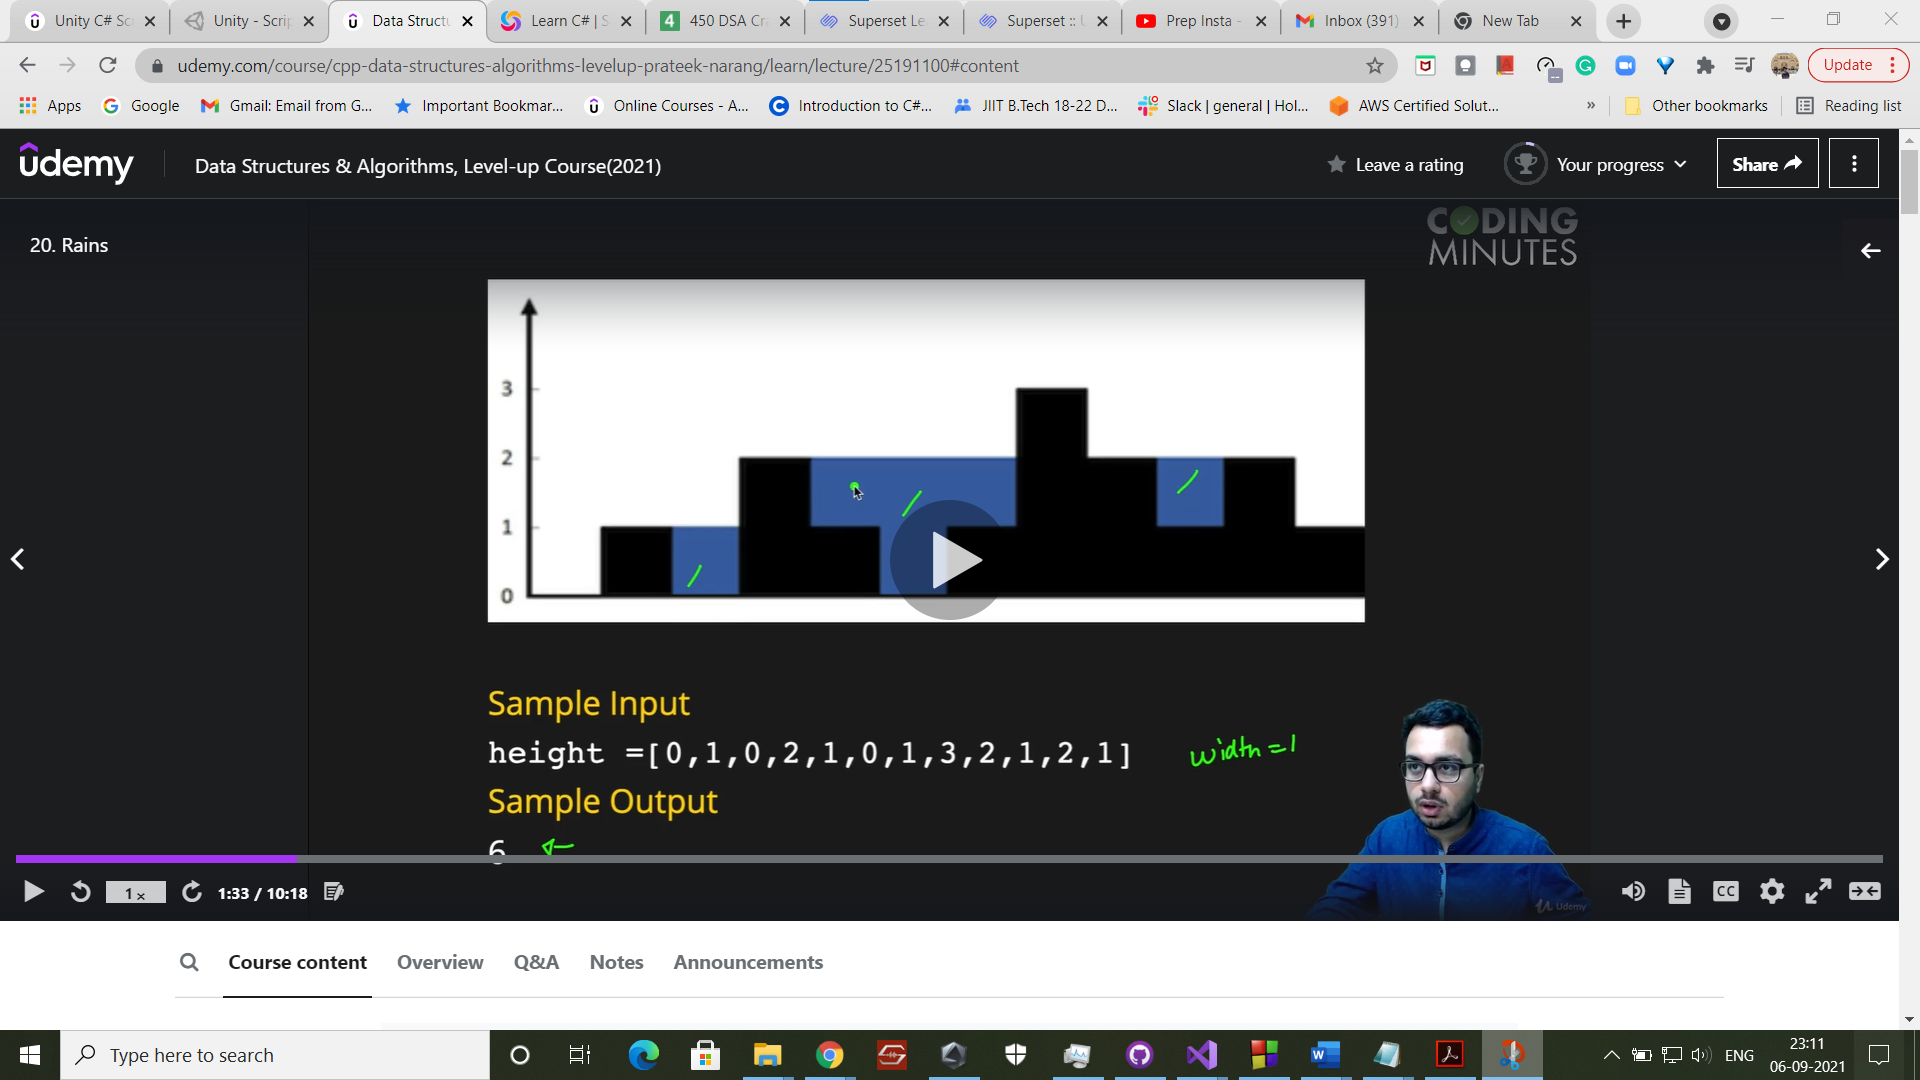 Unity C# Sc
Unity - Scrip
Data Structu
Learn C# | S
450 DSA Cra
Superset Le
Superset :: U
Prep Insta -
Inbox (391)
New Tab
udemy.com/course/cpp-data-structures-algorithms-levelup-prateek-narang/learn/lecture/25191100#content
Update
Apps
Google
Gmail: Email from G...
Important Bookmar...
Online Courses - A...
Introduction to C#...
JIIT B.Tech 18-22 D...
Slack | general | Hol...
AWS Certified Solut...
»
Other bookmarks
Reading list
ûdemy
Data Structures & Algorithms, Level-up Course(2021)
Leave a rating
Your progress
Share
20. Rains
CODING
MINUTES
3
2
1
0
Sample Input
height =[0,1,0,2,1,0,1,3,2,1,2,1]
width = 1
Sample Output
6
1 x
1:33 / 10:18
CC
Udemy
Course content
Overview
Q&A
Notes
Announcements
Type here to search
ENG
23:11
06-09-2021